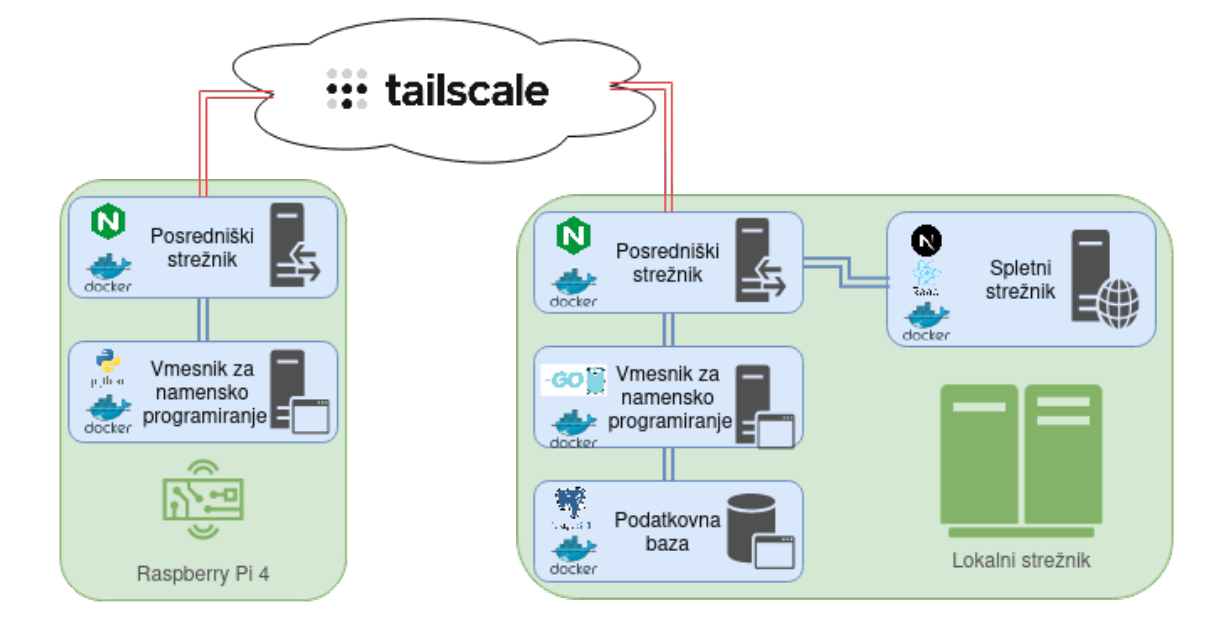 tailscale
Posredniški
strežnik
docker
Vmesnik za
namensko
programiranje
python
docker
Raspberry Pi 4
Posredniški
strežnik
docker
Spletni
strežnik
docker
GO
Vmesnik za
namensko
programiranje
docker
Podatkovna
baza
docker
Lokalni strežnik